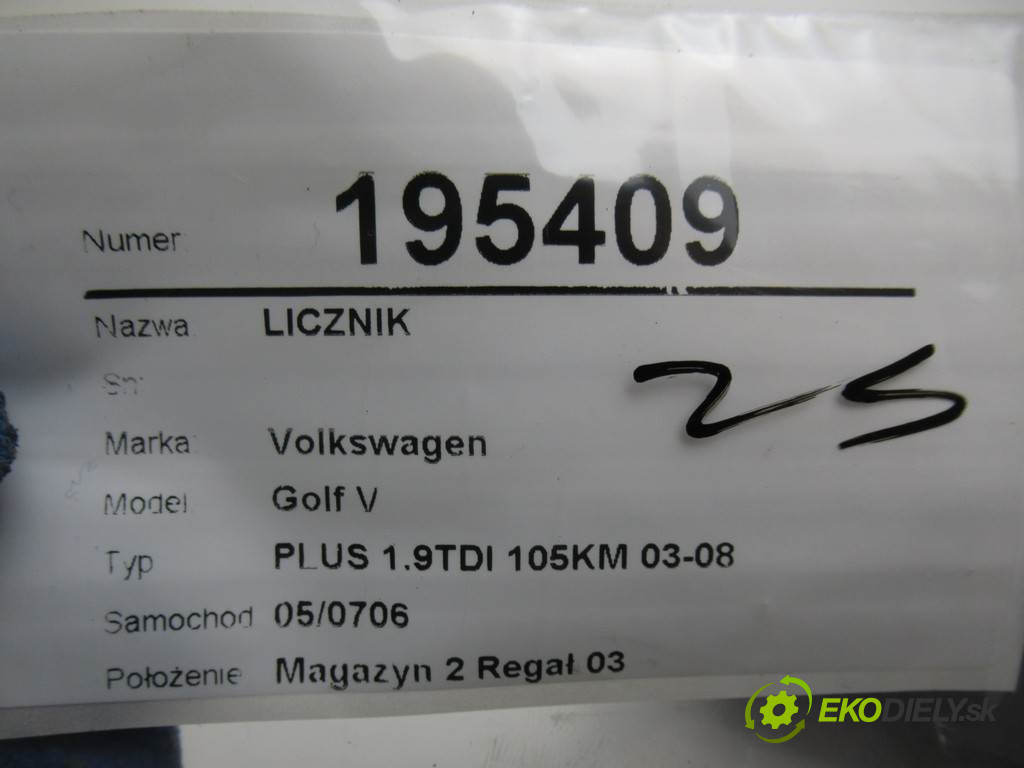 Numer 195409
Nazwa LICZNIK
Sn:
25
Marka Volkswagen
Model Golf V
Typ PLUS 1.9TDI 105KM 03-08
Samochod 05/0706
Położenie Magazyn 2 Regał 03
EKODIELY.sk